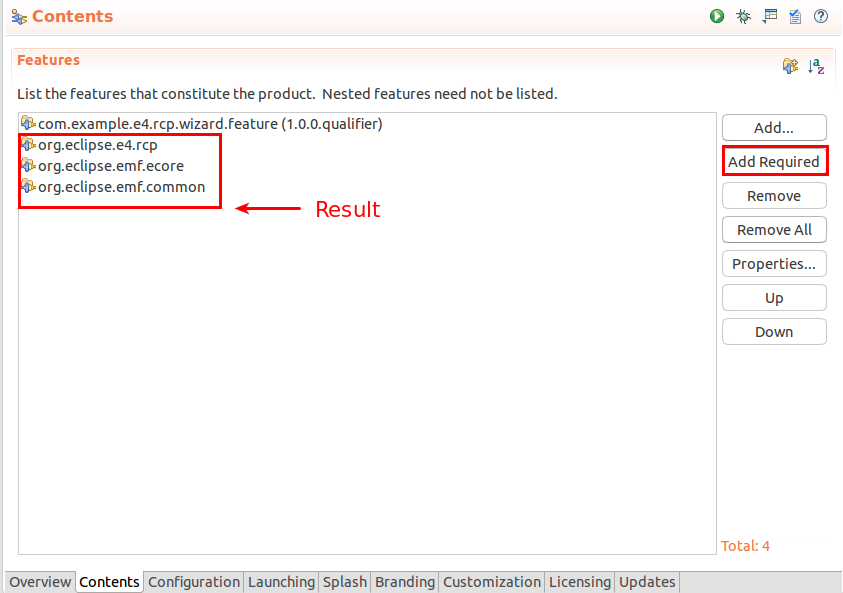 Contents
Features
List the features that constitute the product. Nested features need not be listed.
com.example.e4.rcp.wizard.feature (1.0.0.qualifier)
org.eclipse.e4.rcp
org.eclipse.emf.ecore
org.eclipse.emf.common
Result
Add...
Add Required
Remove
Remove All
Properties...
Up
Down
Total: 4
Overview Contents Configuration Launching Splash Branding Customization Licensing Updates